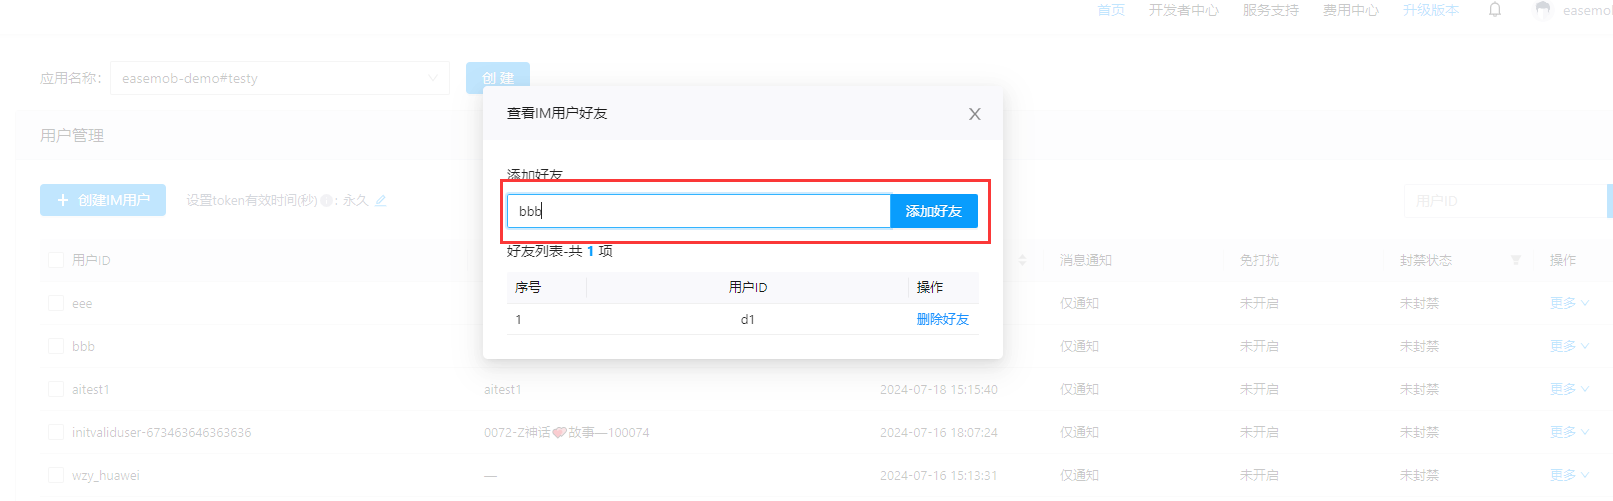 首页 开发者中心 服务支持 费用中心 升级版本
应用名称: easemob-demo#testy 创 建
查看IM用户好友
用户管理
添加好友
创建IM用户 设置token有效时间(秒) : 永久 用户ID
bbb 添加好友
好友列表-共 1 项
用户ID 消息通知 免打扰 封禁状态 操作
序号 用户ID 操作
eee 仅通知 未开启 未封禁 更多
1 d1 删除好友
bbb 仅通知 未开启 未封禁 更多
aitest1 aitest1 2024-07-18 15:15:40 仅通知 未开启 未封禁 更多
initvaliduser-673463646363636 0072-Z神话💞故事—100074 2024-07-16 18:07:24 仅通知 未开启 未封禁 更多
wzy_huawei — 2024-07-16 15:13:31 仅通知 未开启 未封禁 更多